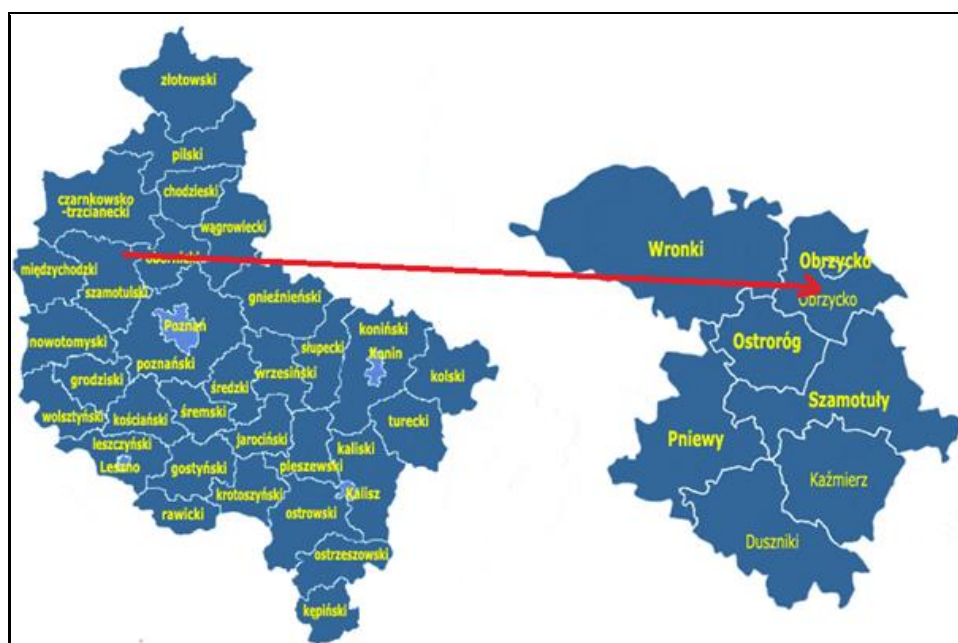 złotowski
pilski
chodzieski
czarnkowsko
-trzcianecki
wągrowiecki
obornicki
międzychodzki
szamotulski
gnieźnieński
Poznań
koniński
nowotomyski
słupecki
Konin
poznański
wrzesiński
kolski
grodziski
średzki
wolsztyński
kościański
śremski
turecki
jarociński
leszczyński
kaliski
Leszno
gostyński
pleszewski
krotoszyński
Kalisz
rawicki
ostrowski
ostrzeszowski
kępiński
Wronki
Obrzycko
Obrzycko
Ostroróg
Szamotuły
Pniewy
Kaźmierz
Duszniki